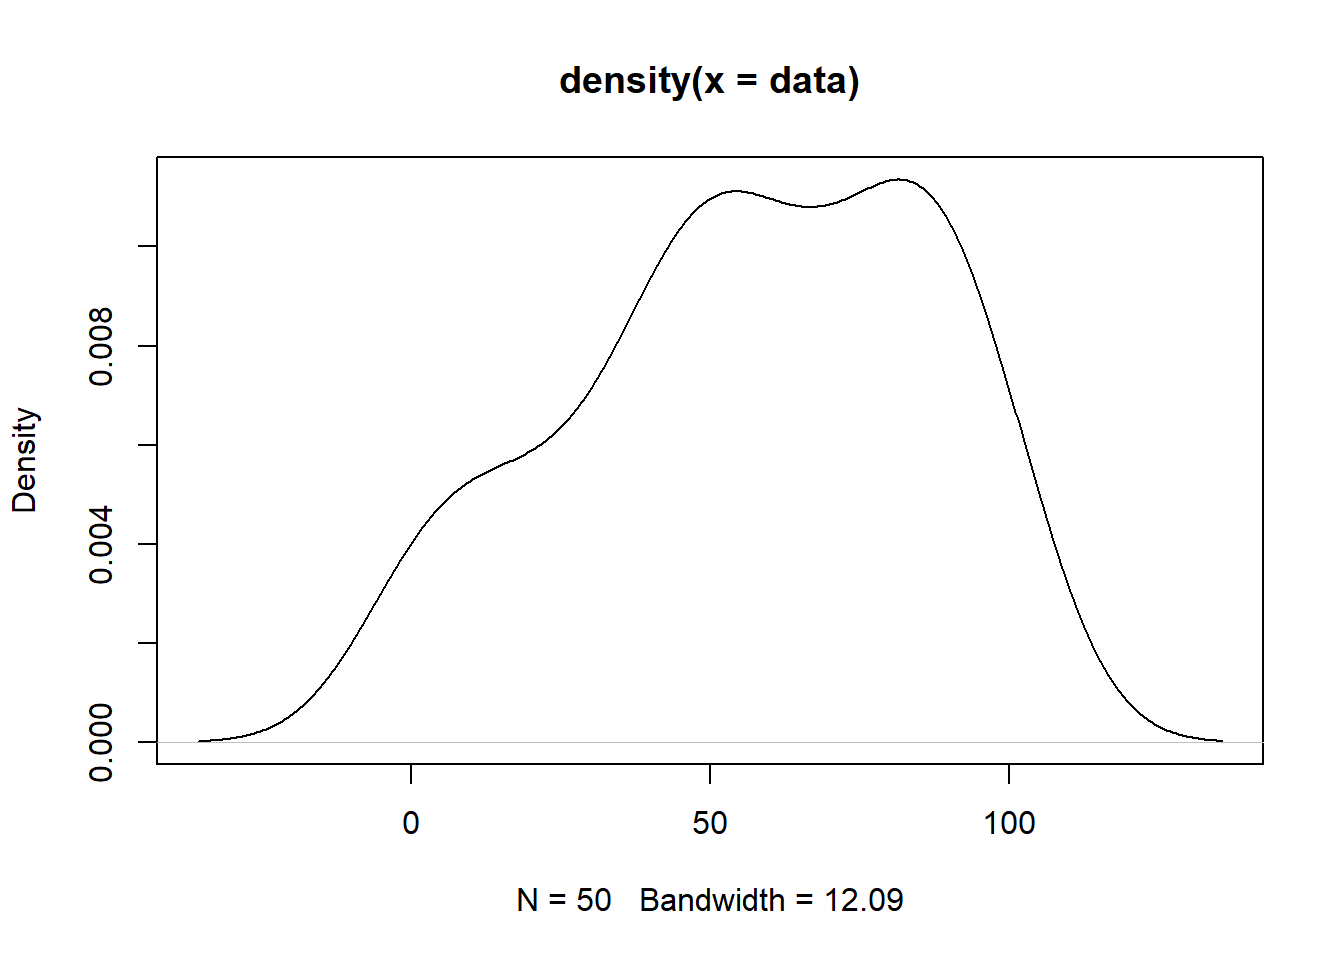 density(x = data)
Density
0.008
0.004
0.000
0
50
100
N = 50   Bandwidth = 12.09